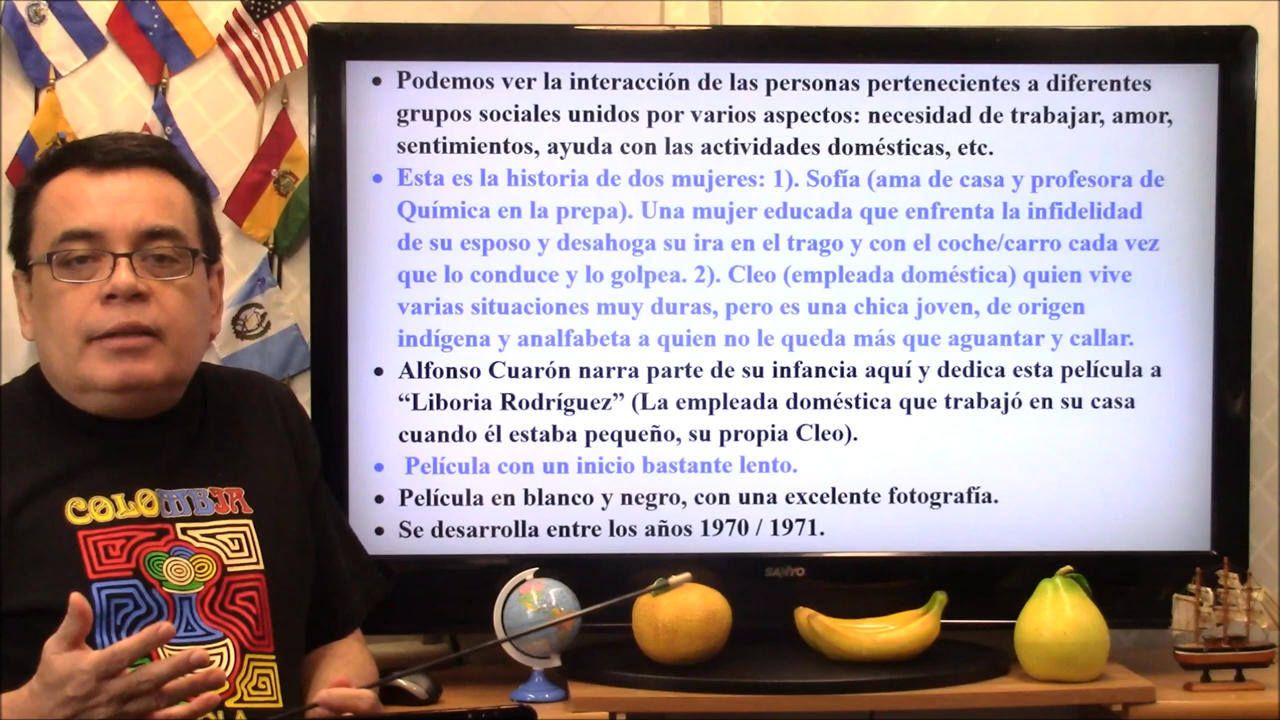 • Podemos ver la interacción de las personas pertenecientes a diferentes
grupos sociales unidos por varios aspectos: necesidad de trabajar, amor,
sentimientos, ayuda con las actividades domésticas, etc.
• Esta es la historia de dos mujeres: 1). Sofía (ama de casa y profesora de
Química en la prepa). Una mujer educada que enfrenta la infidelidad
de su esposo y desahoga su ira en el trago y con el coche/carro cada vez
que lo conduce y lo golpea. 2). Cleo (empleada doméstica) quien vive
varias situaciones muy duras, pero es una chica joven, de origen
indígena y analfabeta a quien no le queda más que aguantar y callar.
• Alfonso Cuarón narra parte de su infancia aquí y dedica esta película a
“Liboria Rodríguez” (La empleada doméstica que trabajó en su casa
cuando él estaba pequeño, su propia Cleo).
• Película con un inicio bastante lento.
• Película en blanco y negro, con una excelente fotografía.
• Se desarrolla entre los años 1970 / 1971.
SANYO
COLOMBIA